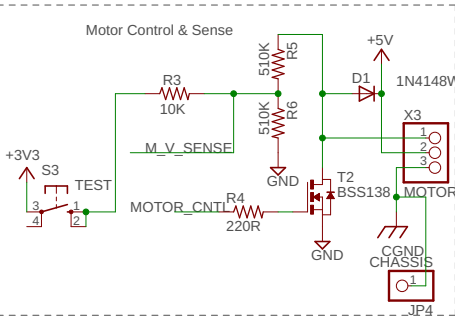 Motor Control & Sense
+5V
R5
510K
D1
1N4148W
R3
10K
R6
510K
X3
1
2
3
MOTOR
M_V_SENSE
+3V3
S3
TEST
3
1
4
2
GND
T2
BSS138
MOTOR_CNTL
R4
220R
GND
CGND
CHASSIS
1
JP4